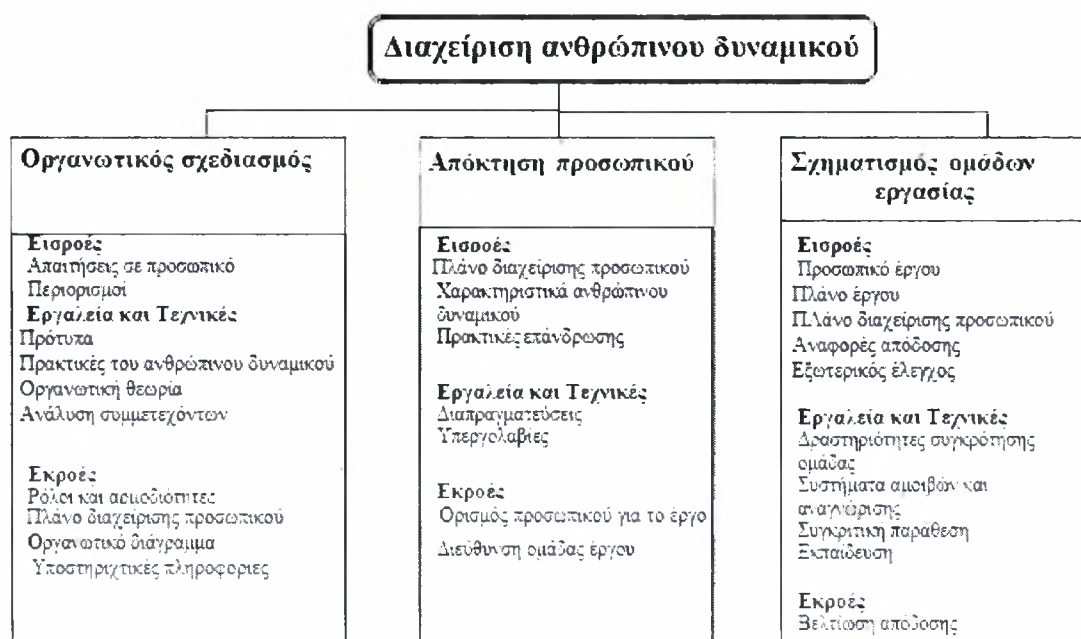 Διαχείριση ανθρώπινου δυναμικού
Οργανωτικός σχεδιασμός
Εισροές
Απαιτήσεις σε προσωπικό
Περιορισμοί
Εργαλεία και Τεχνικές
Πρότυπα
Πρακτικές του ανθρώπινου δυναμικού
Οργανωτική θεωρία
Ανάλυση συμμετεχόντων
Εκροές
Ρόλοι και αρμοδιότητες
Πλάνο διαχείρισης προσωπικού
Οργανωτικό διάγραμμα
Υποστηριχτικές πληροφοριες
Απόκτηση προσωπικού
Εισροές
Πλάνο διαχείρισης προσωπικού
Χαρακτηριστικά ανθρώπινου
δυναμικού
Πρακτικές επάνδρωσης
Εργαλεία και Τεχνικές
Διαπραγματεύσεις
Υπεργολαβίες
Εκροές
Ορισμός προσωπικού για το έργο
Διεύθυνση ομάδας έργου
Σχηματισμός ομάδων
εργασίας
Εισροές
Προσωπικό έργου
Πλάνο έργου
Πλάνο διαχείρισης προσωπικού
Αναφορές απόδοσης
Εξωτερικός έλεγχος
Εργαλεία και Τεχνικές
Δραστηριότητες συγκρότησης
ομάδας
Συστήματα αμοιβών και
αναγνώρισης
Συγκριτικη παραθεση
Εκπαίδευση
Εκροές
Βελτίωση απόδοσης